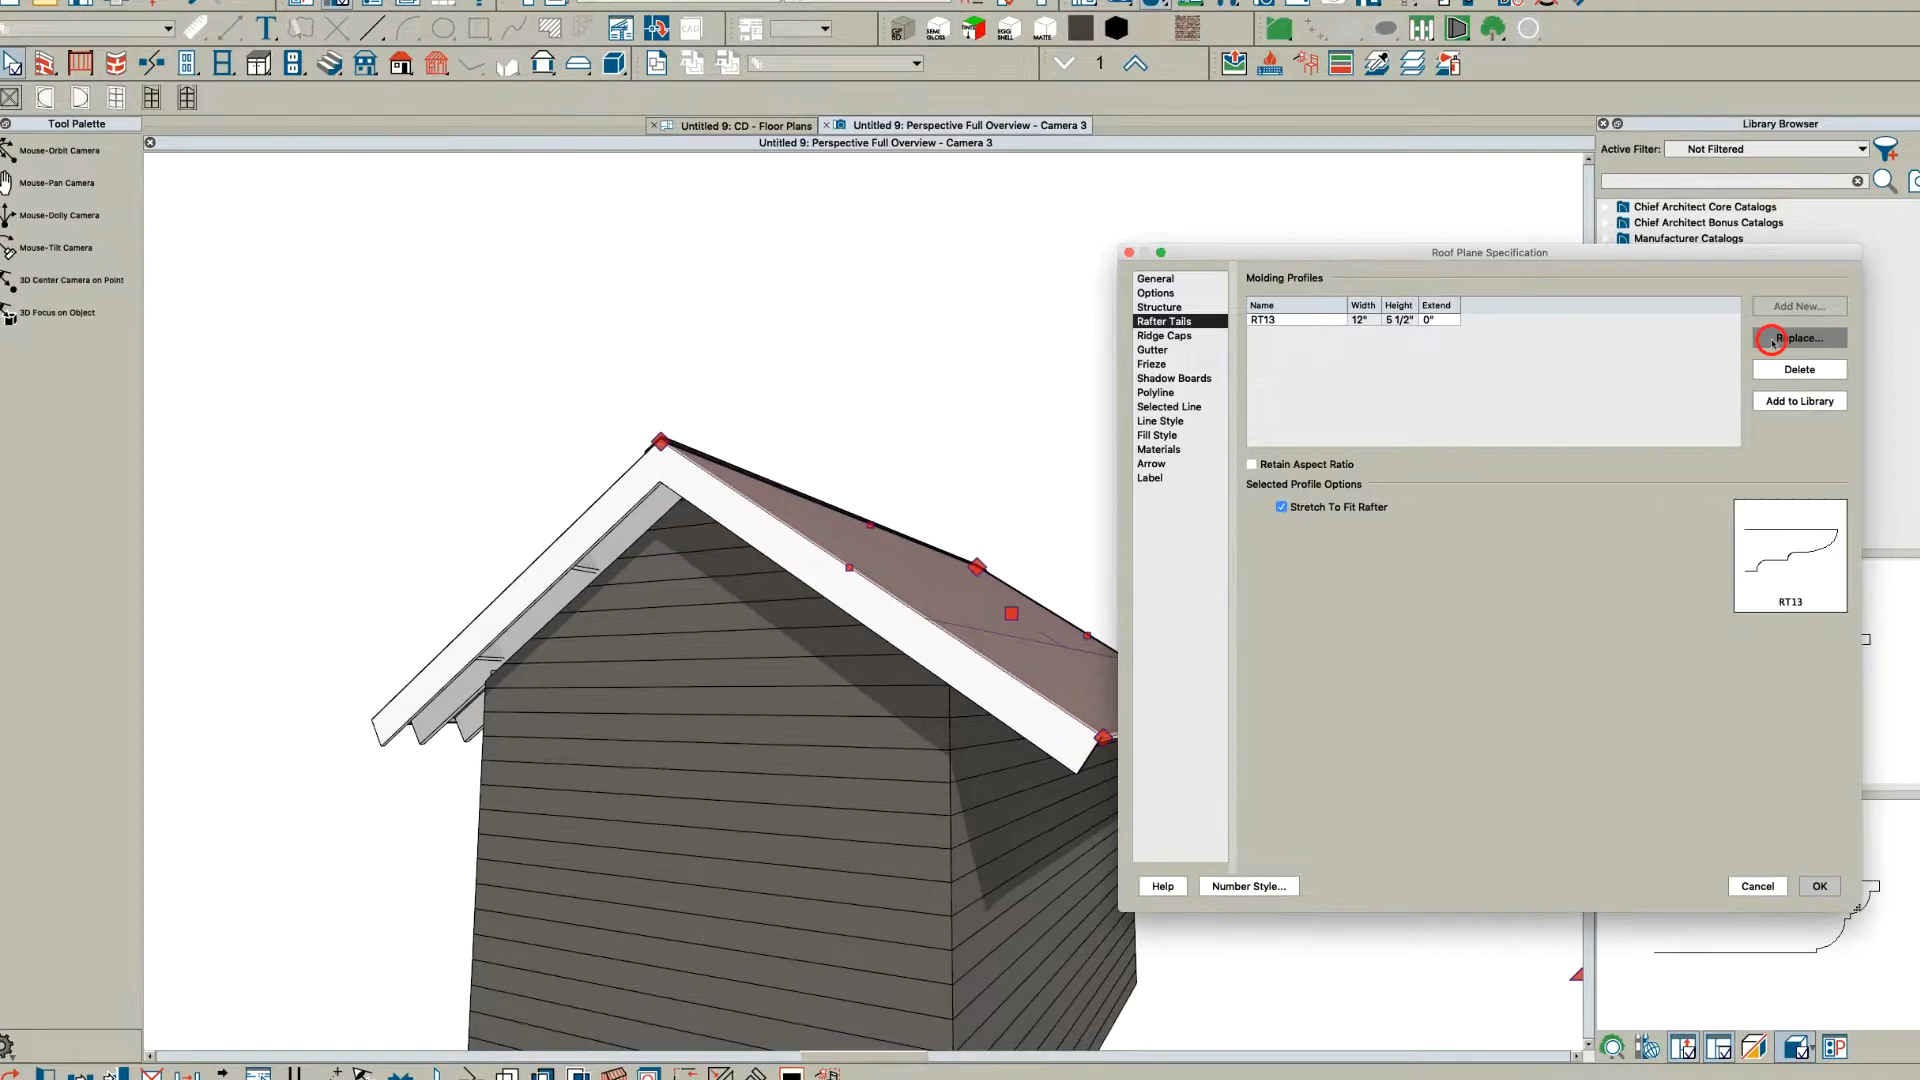 CAD
SEMI GLOSS
EGG SHELL
MATTE
1
Tool Palette
Untitled 9: CD - Floor Plans
Untitled 9: Perspective Full Overview - Camera 3
Library Browser
Untitled 9: Perspective Full Overview - Camera 3
Mouse-Orbit Camera
Mouse-Pan Camera
Mouse-Dolly Camera
Mouse-Tilt Camera
3D Center Camera on Point
3D Focus on Object
Active Filter:
Not Filtered
Chief Architect Core Catalogs
Chief Architect Bonus Catalogs
Manufacturer Catalogs
Roof Plane Specification
General
Options
Structure
Rafter Tails
Ridge Caps
Gutter
Frieze
Shadow Boards
Polyline
Selected Line
Line Style
Fill Style
Materials
Arrow
Label
Molding Profiles
Name Width Height Extend
RT13 12" 5 1/2" 0"
Add New...
Replace...
Delete
Add to Library
Retain Aspect Ratio
Selected Profile Options
Stretch To Fit Rafter
RT13
Help
Number Style...
Cancel
OK